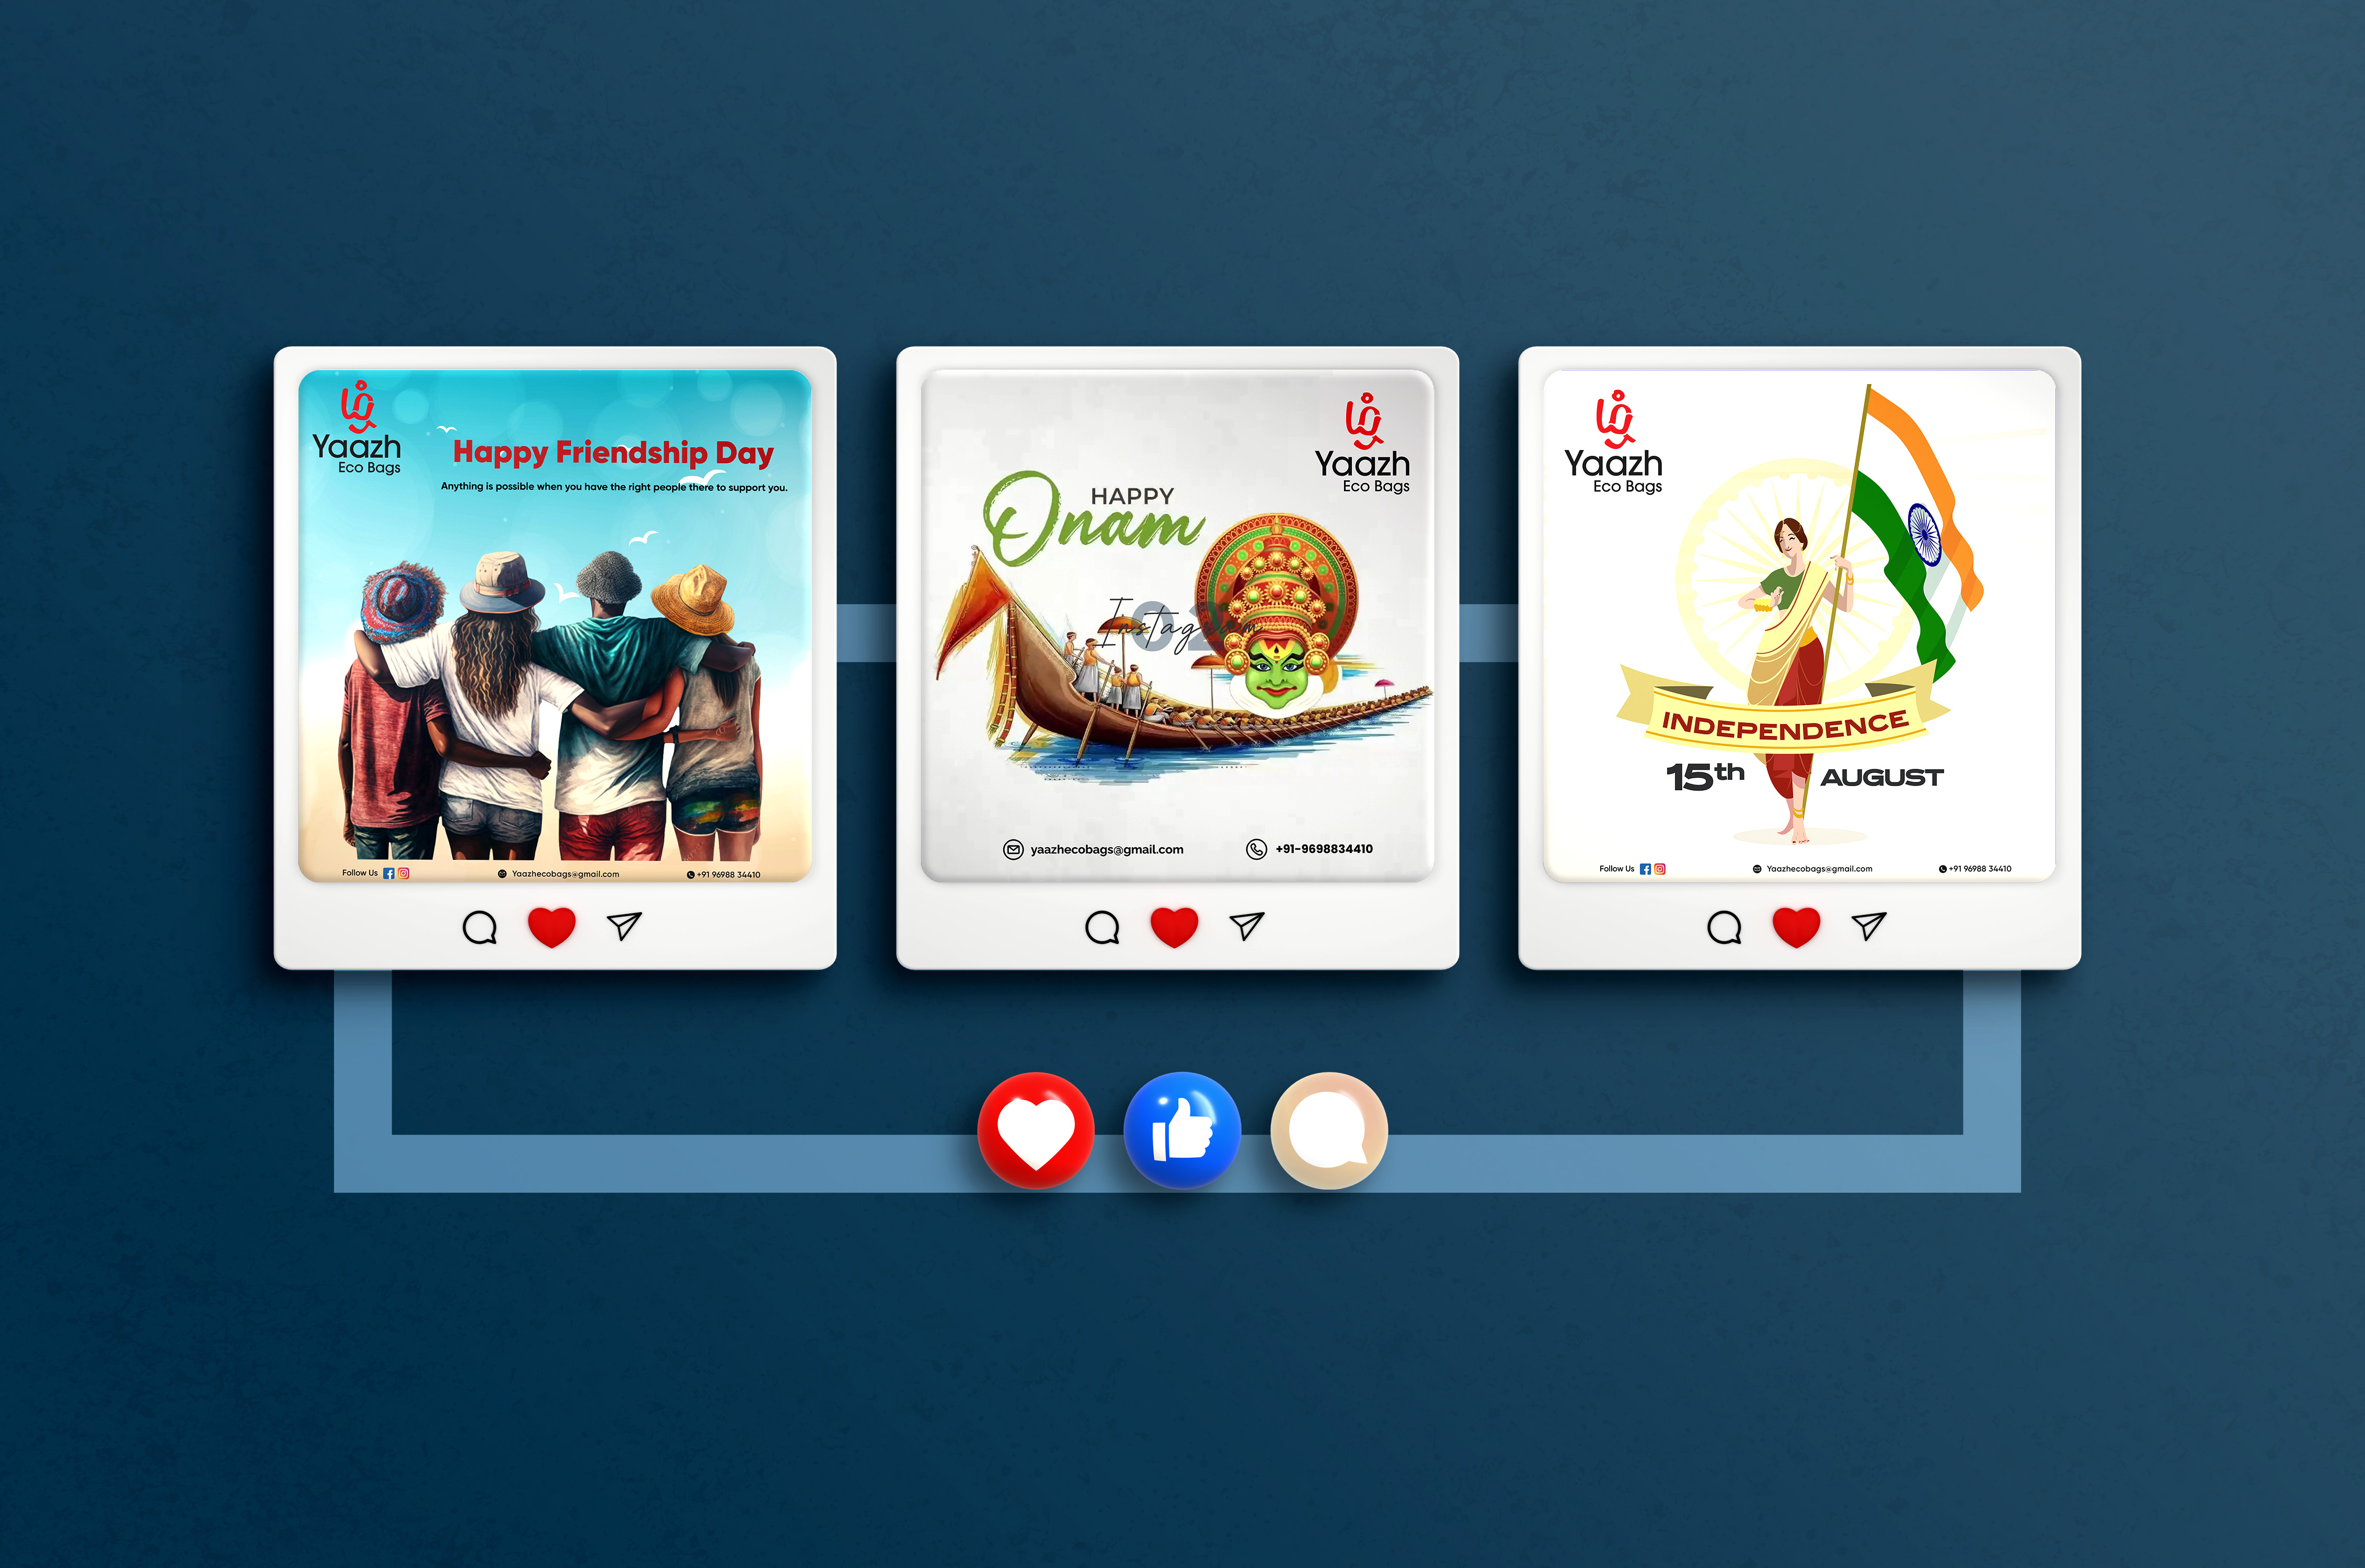 ழ்
Yaazh
Eco Bags
Happy Friendship Day
Anything is possible when you have the right people there to support you.
Follow Us
Yaazhecobags@gmail.com
+91 96988 34410
ழ்
Yaazh
Eco Bags
HAPPY
Onam
02
Instagram
yaazhecobags@gmail.com
+91-9698834410
ழ்
Yaazh
Eco Bags
INDEPENDENCE
15th AUGUST
Follow Us
Yaazhecobags@gmail.com
+91 96988 34410